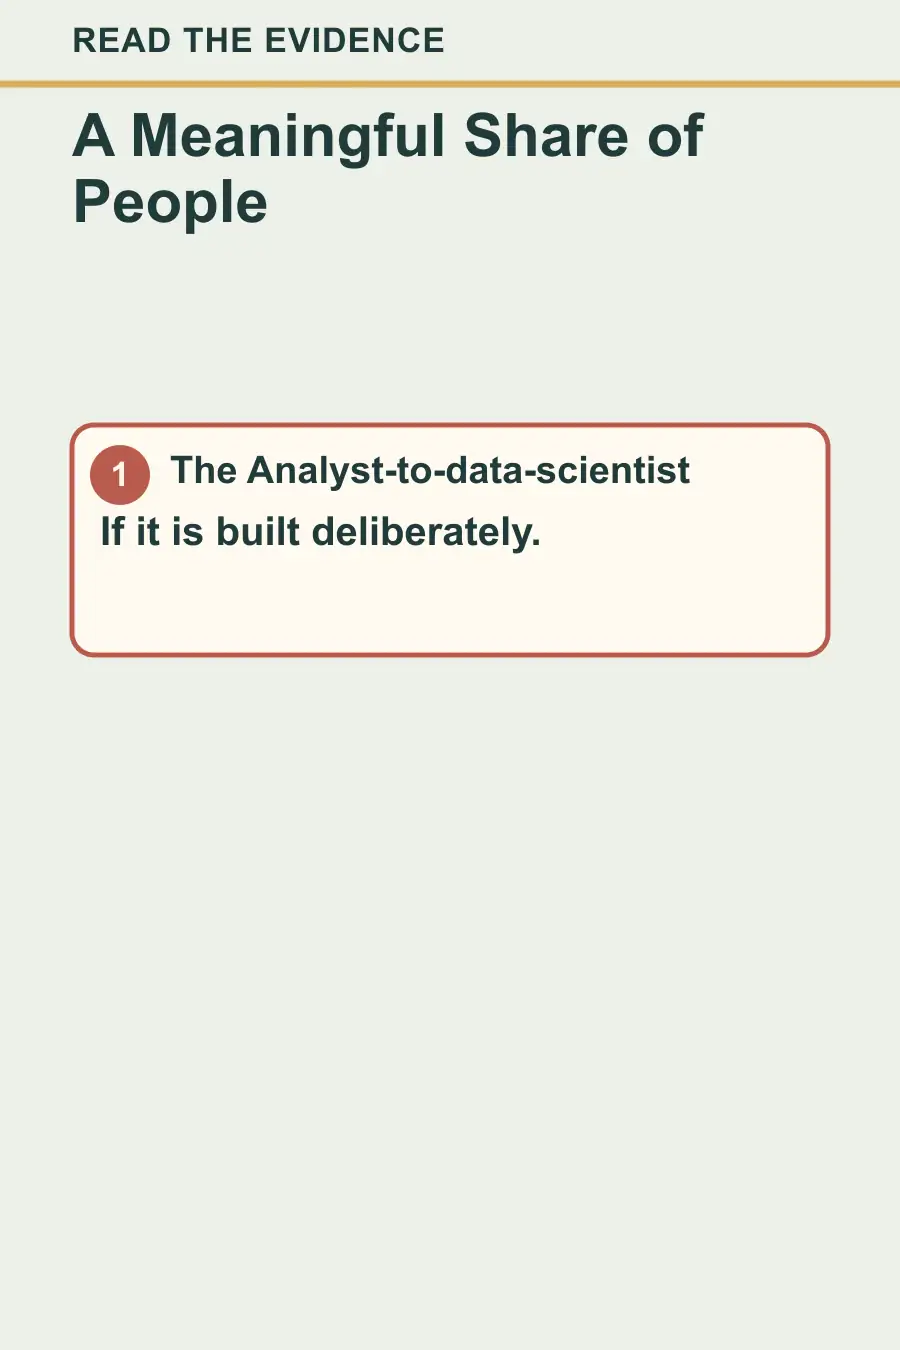 READ THE EVIDENCE
A Meaningful Share of
People
1 The Analyst-to-data-scientist
If it is built deliberately.